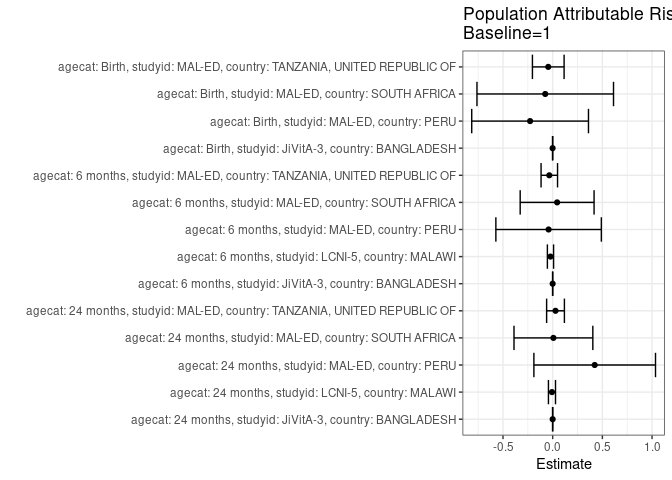 Population Attributable Ris
Baseline=1
agecat: Birth, studyid: MAL-ED, country: TANZANIA, UNITED REPUBLIC OF
agecat: Birth, studyid: MAL-ED, country: SOUTH AFRICA
agecat: Birth, studyid: MAL-ED, country: PERU
agecat: Birth, studyid: JiVitA-3, country: BANGLADESH
agecat: 6 months, studyid: MAL-ED, country: TANZANIA, UNITED REPUBLIC OF
agecat: 6 months, studyid: MAL-ED, country: SOUTH AFRICA
agecat: 6 months, studyid: MAL-ED, country: PERU
agecat: 6 months, studyid: LCNI-5, country: MALAWI
agecat: 6 months, studyid: JiVitA-3, country: BANGLADESH
agecat: 24 months, studyid: MAL-ED, country: TANZANIA, UNITED REPUBLIC OF
agecat: 24 months, studyid: MAL-ED, country: SOUTH AFRICA
agecat: 24 months, studyid: MAL-ED, country: PERU
agecat: 24 months, studyid: LCNI-5, country: MALAWI
agecat: 24 months, studyid: JiVitA-3, country: BANGLADESH
-0.5 0.0 0.5 1.0
Estimate